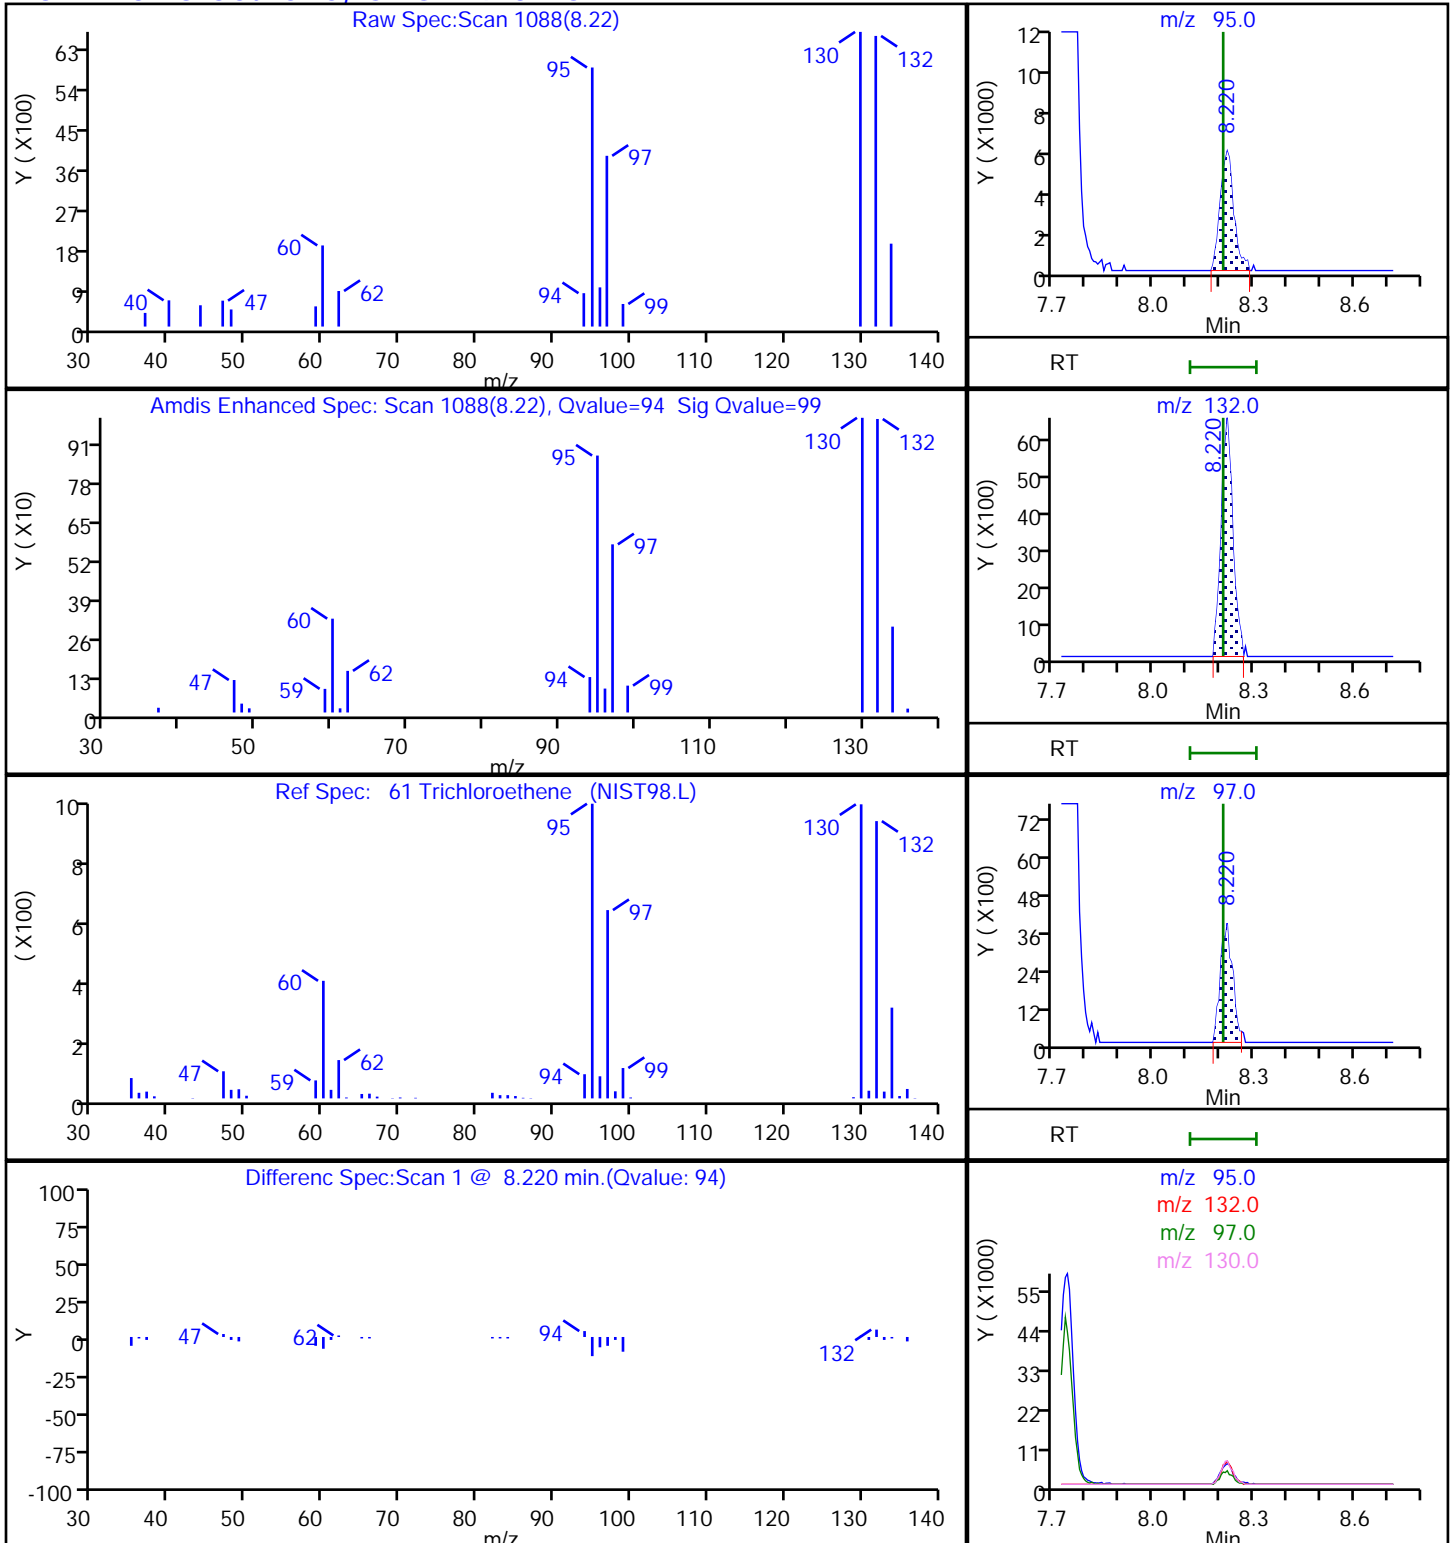 Raw Spec:Scan 1088(8.22)
Y ( X100)
63
54
45
36
27
18
9
0
130
132
95
97
60
62
40
47
94
99
30 40 50 60 70 80 90 100 110 120 130 140
m/z
m/z 95.0
Y ( X1000)
12
10
8
6
4
2
0
8.220
7.7 8.0 8.3 8.6
Min
RT
Amdis Enhanced Spec: Scan 1088(8.22), Qvalue=94 Sig Qvalue=99
Y ( X10)
91
78
65
52
39
26
13
0
130
132
95
97
60
62
47
59
94
99
30 50 70 90 110 130
m/z
m/z 132.0
Y ( X100)
60
50
40
30
20
10
0
8.220
7.7 8.0 8.3 8.6
Min
RT
Ref Spec: 61 Trichloroethene (NIST98.L)
( X100)
10
8
6
4
2
0
95
130
132
97
60
62
47
59
94
99
30 40 50 60 70 80 90 100 110 120 130 140
m/z 97.0
Y ( X100)
72
60
48
36
24
12
0
8.220
7.7 8.0 8.3 8.6
Min
RT
Differenc Spec:Scan 1 @ 8.220 min.(Qvalue: 94)
Y
100
75
50
25
0
-25
-50
-75
-100
47
62
94
132
30 40 50 60 70 80 90 100 110 120 130 140
m/z
m/z 95.0
m/z 132.0
m/z 97.0
m/z 130.0
Y ( X1000)
55
44
33
22
11
0
7.7 8.0 8.3 8.6
Min